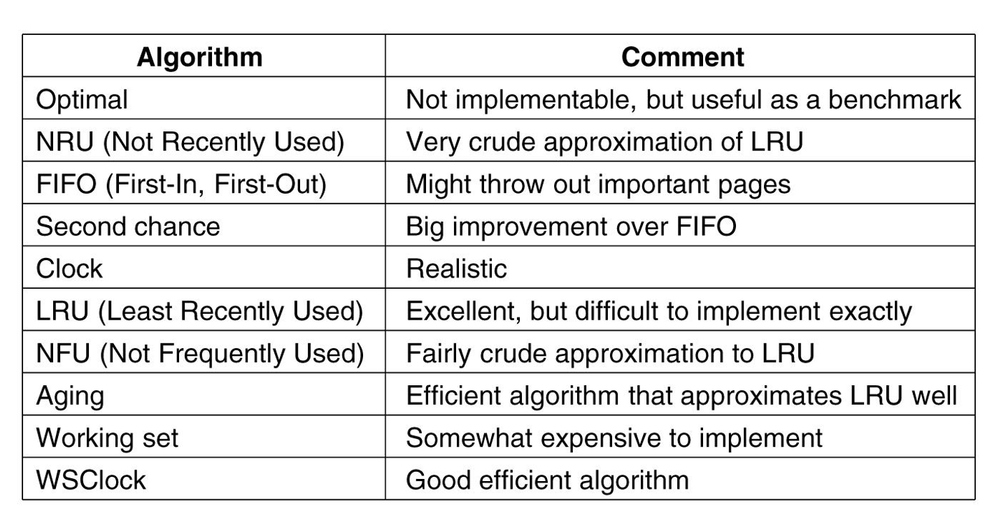 Algorithm Comment
Optimal Not implementable, but useful as a benchmark
NRU (Not Recently Used) Very crude approximation of LRU
FIFO (First-In, First-Out) Might throw out important pages
Second chance Big improvement over FIFO
Clock Realistic
LRU (Least Recently Used) Excellent, but difficult to implement exactly
NFU (Not Frequently Used) Fairly crude approximation to LRU
Aging Efficient algorithm that approximates LRU well
Working set Somewhat expensive to implement
WSClock Good efficient algorithm